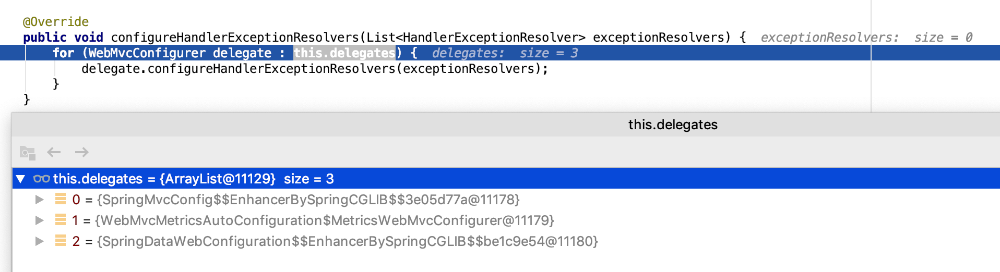 @Override
public void configureHandlerExceptionResolvers(List<HandlerExceptionResolver> exceptionResolvers) { exceptionResolvers: size = 0
for (WebMvcConfigurer delegate : this.delegates) { delegates: size = 3
delegate.configureHandlerExceptionResolvers(exceptionResolvers);
}
}
this.delegates
this.delegates = {ArrayList@11129} size = 3
0 = {SpringMvcConfig$$EnhancerBySpringCGLIB$$3e05d77a@11178}
1 = {WebMvcMetricsAutoConfiguration$MetricsWebMvcConfigurer@11179}
2 = {SpringDataWebConfiguration$$EnhancerBySpringCGLIB$$be1c9e54@11180}